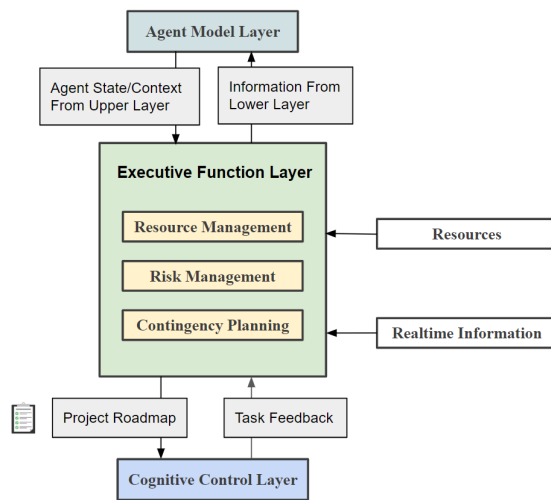 Agent Model Layer
Agent State/Context
From Upper Layer
Information From
Lower Layer
Executive Function Layer
Resource Management
Risk Management
Contingency Planning
Resources
Realtime Information
Project Roadmap
Task Feedback
Cognitive Control Layer